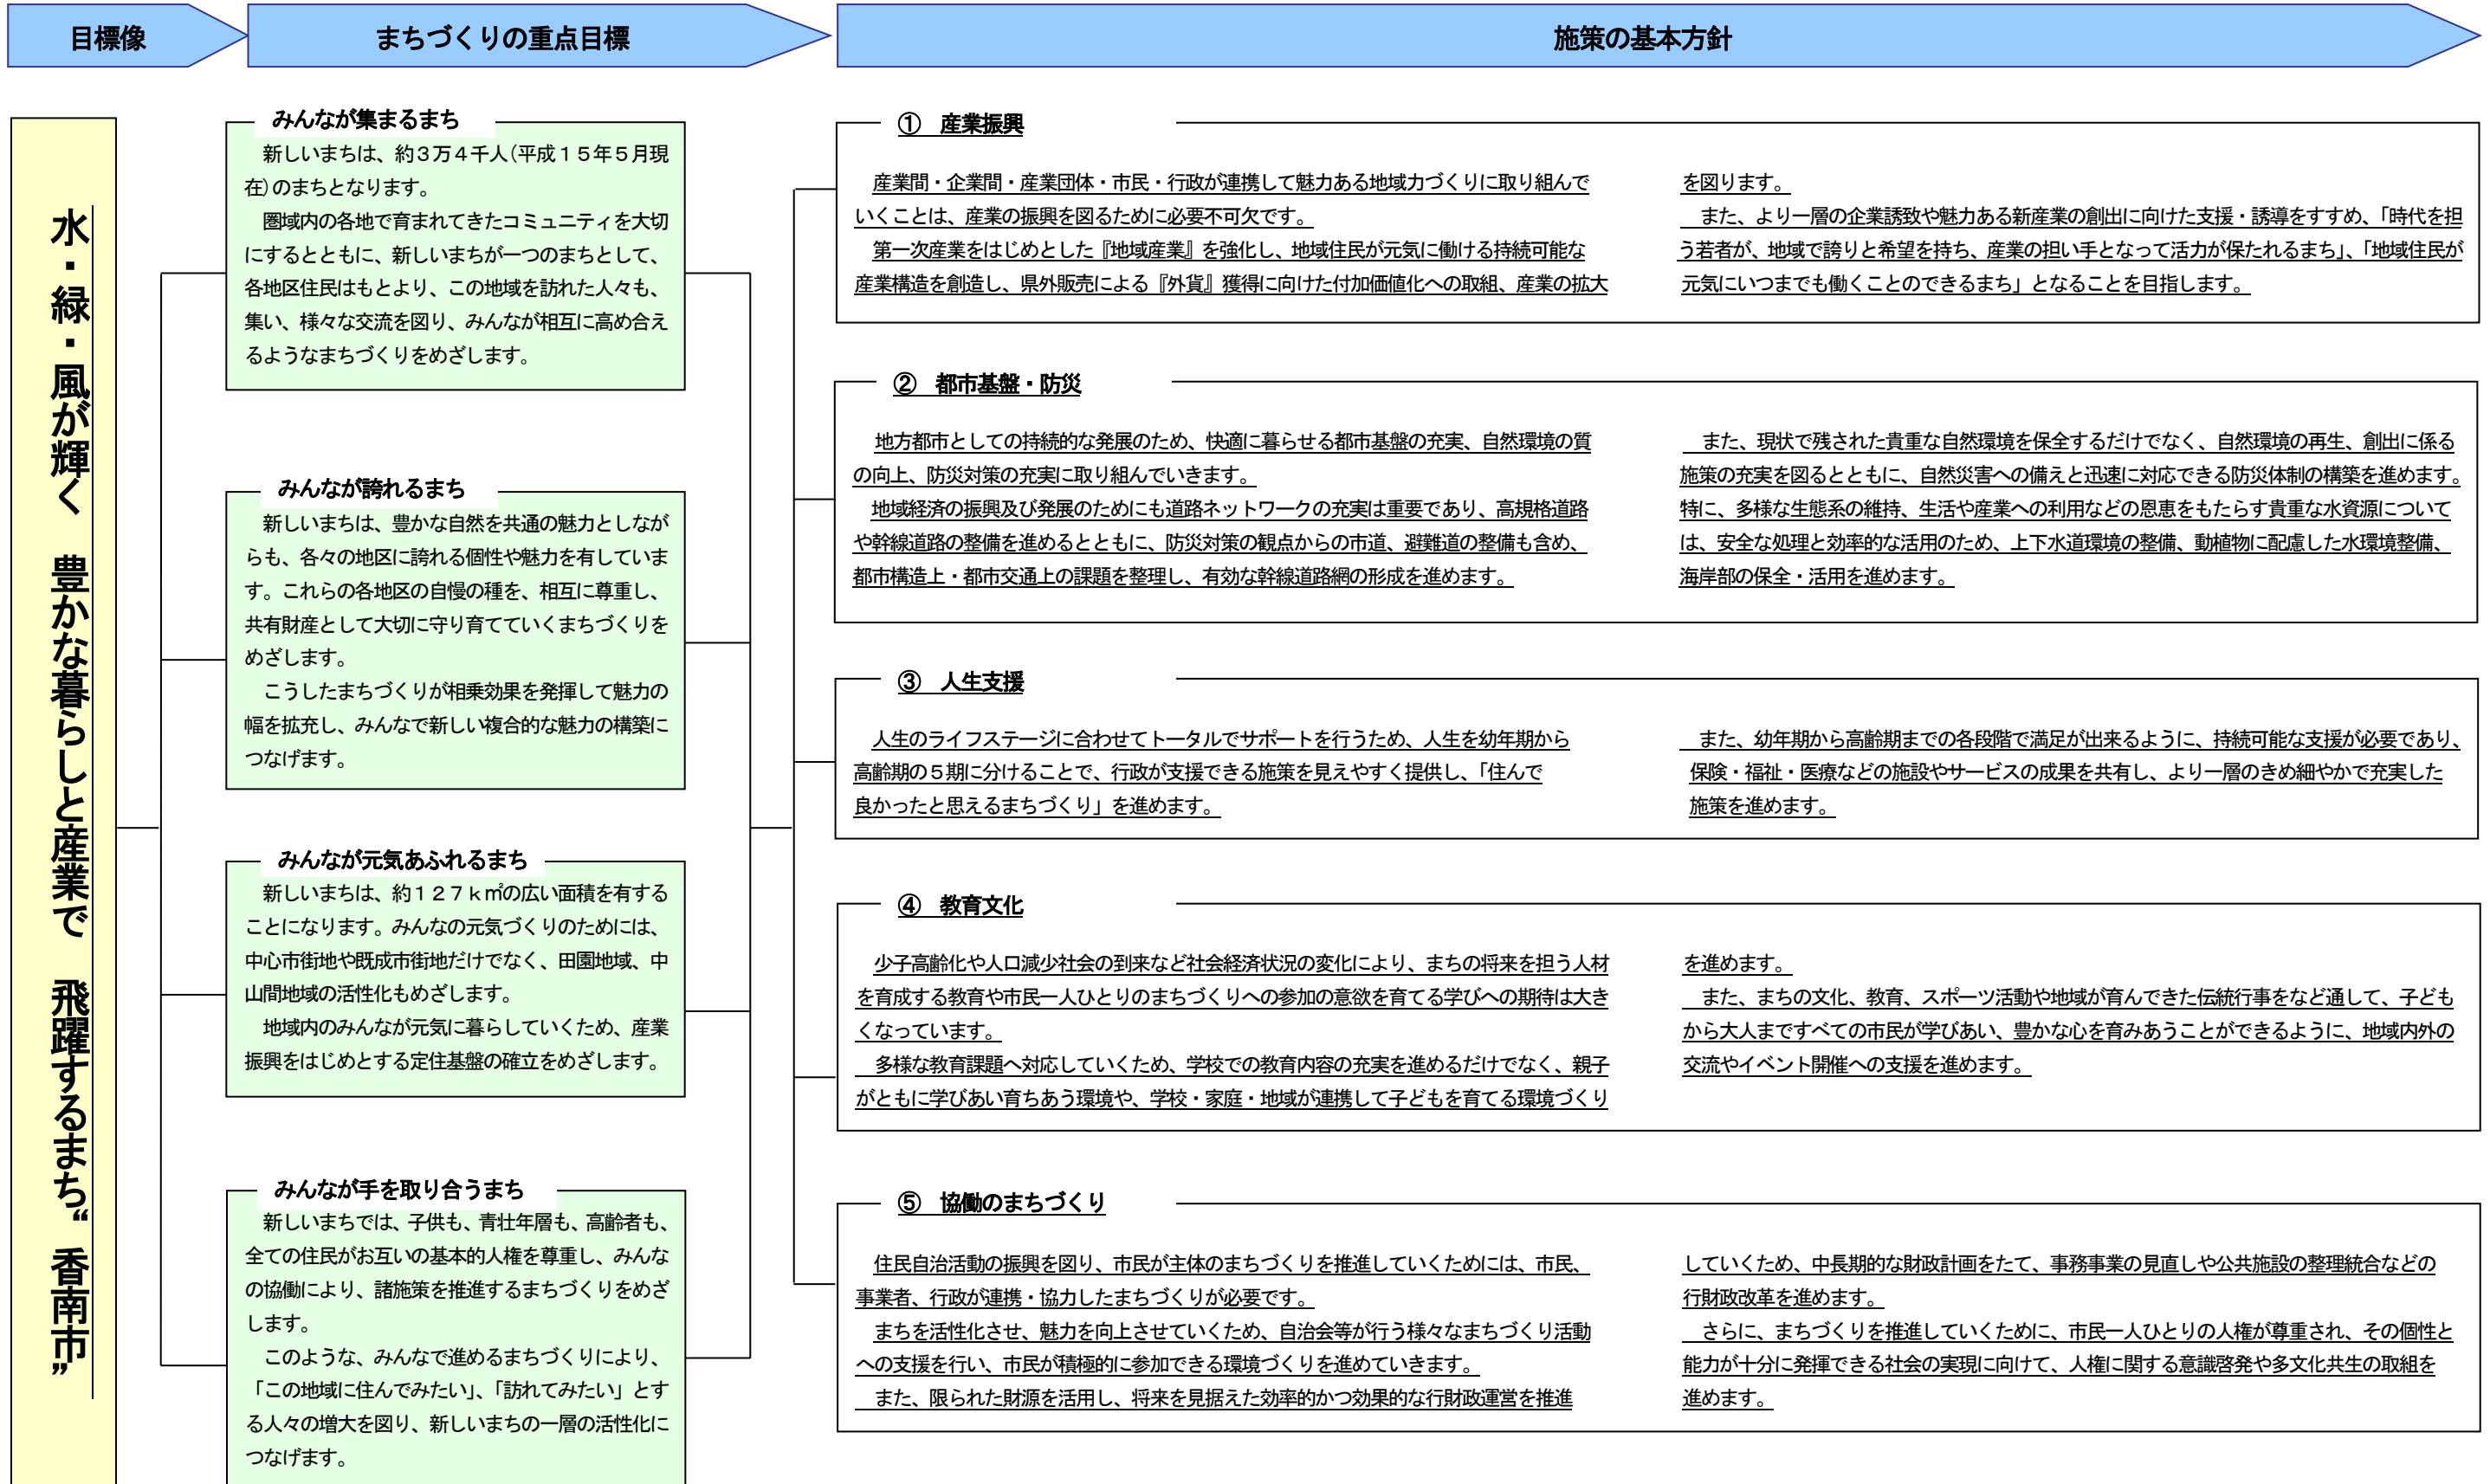 目標像
まちづくりの重点目標
施策の基本方針
水・緑・風が輝く　豊かな暮らしと産業で　飛躍するまち“香南市”
みんなが集まるまち
新しいまちは、約３万４千人（平成１５年５月現
在）のまちとなります。
圏域内の各地で育まれてきたコミュニティを大切
にするとともに、新しいまちが一つのまちとして、
各地区住民はもとより、この地域を訪れた人々も、
集い、様々な交流を図り、みんなが相互に高め合え
るようなまちづくりをめざします。
みんなが誇れるまち
新しいまちは、豊かな自然を共通の魅力としなが
らも、各々の地区に誇れる個性や魅力を有していま
す。これらの各地区の自慢の種を、相互に尊重し、
共有財産として大切に守り育てていくまちづくりを
めざします。
こうしたまちづくりが相乗効果を発揮して魅力の
幅を拡充し、みんなで新しい複合的な魅力の構築に
つなげます。
みんなが元気あふれるまち
新しいまちは、約１２７ｋ㎡の広い面積を有する
ことになります。みんなの元気づくりのためには、
中心市街地や既成市街地だけでなく、田園地域、中
山間地域の活性化もめざします。
地域内のみんなが元気に暮らしていくため、産業
振興をはじめとする定住基盤の確立をめざします。
みんなが手を取り合うまち
新しいまちでは、子供も、青壮年層も、高齢者も、
全ての住民がお互いの基本的人権を尊重し、みんな
の協働により、諸施策を推進するまちづくりをめざ
します。
このような、みんなで進めるまちづくりにより、
「この地域に住んでみたい」、「訪れてみたい」とす
る人々の増大を図り、新しいまちの一層の活性化に
つなげます。
①　産業振興
産業間・企業間・産業団体・市民・行政が連携して魅力ある地域力づくりに取り組んで
いくことは、産業の振興を図るために必要不可欠です。
第一次産業をはじめとした『地域産業』を強化し、地域住民が元気に働ける持続可能な
産業構造を創造し、県外販売による『外貨』獲得に向けた付加価値化への取組、産業の拡大
を図ります。
また、より一層の企業誘致や魅力ある新産業の創出に向けた支援・誘導をすすめ、「時代を担
う若者が、地域で誇りと希望を持ち、産業の担い手となって活力が保たれるまち」、「地域住民が
元気にいつまでも働くことのできるまち」となることを目指します。
②　都市基盤・防災
地方都市としての持続的な発展のため、快適に暮らせる都市基盤の充実、自然環境の質
の向上、防災対策の充実に取り組んでいきます。
地域経済の振興及び発展のためにも道路ネットワークの充実は重要であり、高規格道路
や幹線道路の整備を進めるとともに、防災対策の観点からの市道、避難道の整備も含め、
都市構造上・都市交通上の課題を整理し、有効な幹線道路網の形成を進めます。
また、現状で残された貴重な自然環境を保全するだけでなく、自然環境の再生、創出に係る
施策の充実を図るとともに、自然災害への備えと迅速に対応できる防災体制の構築を進めます。
特に、多様な生態系の維持、生活や産業への利用などの恩恵をもたらす貴重な水資源について
は、安全な処理と効率的な活用のため、上下水道環境の整備、動植物に配慮した水環境整備、
海岸部の保全・活用を進めます。
③　人生支援
人生のライフステージに合わせてトータルでサポートを行うため、人生を幼年期から
高齢期の５期に分けることで、行政が支援できる施策を見えやすく提供し、「住んで
良かったと思えるまちづくり」を進めます。
また、幼年期から高齢期までの各段階で満足が出来るように、持続可能な支援が必要であり、
保険・福祉・医療などの施設やサービスの成果を共有し、より一層のきめ細やかで充実した
施策を進めます。
④　教育文化
少子高齢化や人口減少社会の到来など社会経済状況の変化により、まちの将来を担う人材
を育成する教育や市民一人ひとりのまちづくりへの参加の意欲を育てる学びへの期待は大き
くなっています。
多様な教育課題へ対応していくため、学校での教育内容の充実を進めるだけでなく、親子
がともに学びあい育ちあう環境や、学校・家庭・地域が連携して子どもを育てる環境づくり
を進めます。
また、まちの文化、教育、スポーツ活動や地域が育んできた伝統行事をなど通して、子ども
から大人まですべての市民が学びあい、豊かな心を育みあうことができるように、地域内外の
交流やイベント開催への支援を進めます。
⑤　協働のまちづくり
住民自治活動の振興を図り、市民が主体のまちづくりを推進していくためには、市民、
事業者、行政が連携・協力したまちづくりが必要です。
まちを活性化させ、魅力を向上させていくため、自治会等が行う様々なまちづくり活動
への支援を行い、市民が積極的に参加できる環境づくりを進めていきます。
また、限られた財源を活用し、将来を見据えた効率的かつ効果的な行財政運営を推進
していくため、中長期的な財政計画をたて、事務事業の見直しや公共施設の整理統合などの
行財政改革を進めます。
さらに、まちづくりを推進していくために、市民一人ひとりの人権が尊重され、その個性と
能力が十分に発揮できる社会の実現に向けて、人権に関する意識啓発や多文化共生の取組を
進めます。